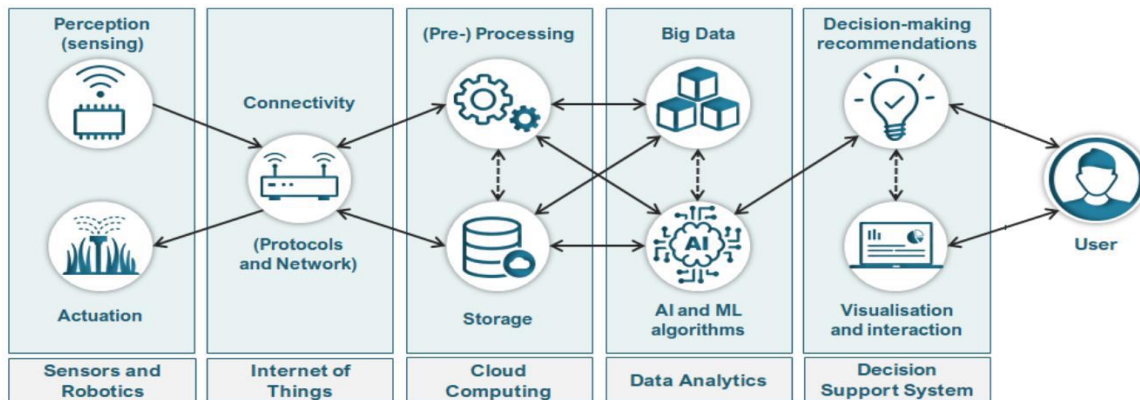 Perception
(sensing)
Actuation
Sensors and
Robotics
Connectivity
(Protocols
and Network)
Internet of
Things
(Pre-) Processing
Storage
Cloud
Computing
Big Data
AI
AI and ML
algorithms
Data Analytics
Decision-making
recommendations
Visualisation
and interaction
Decision
Support System
User